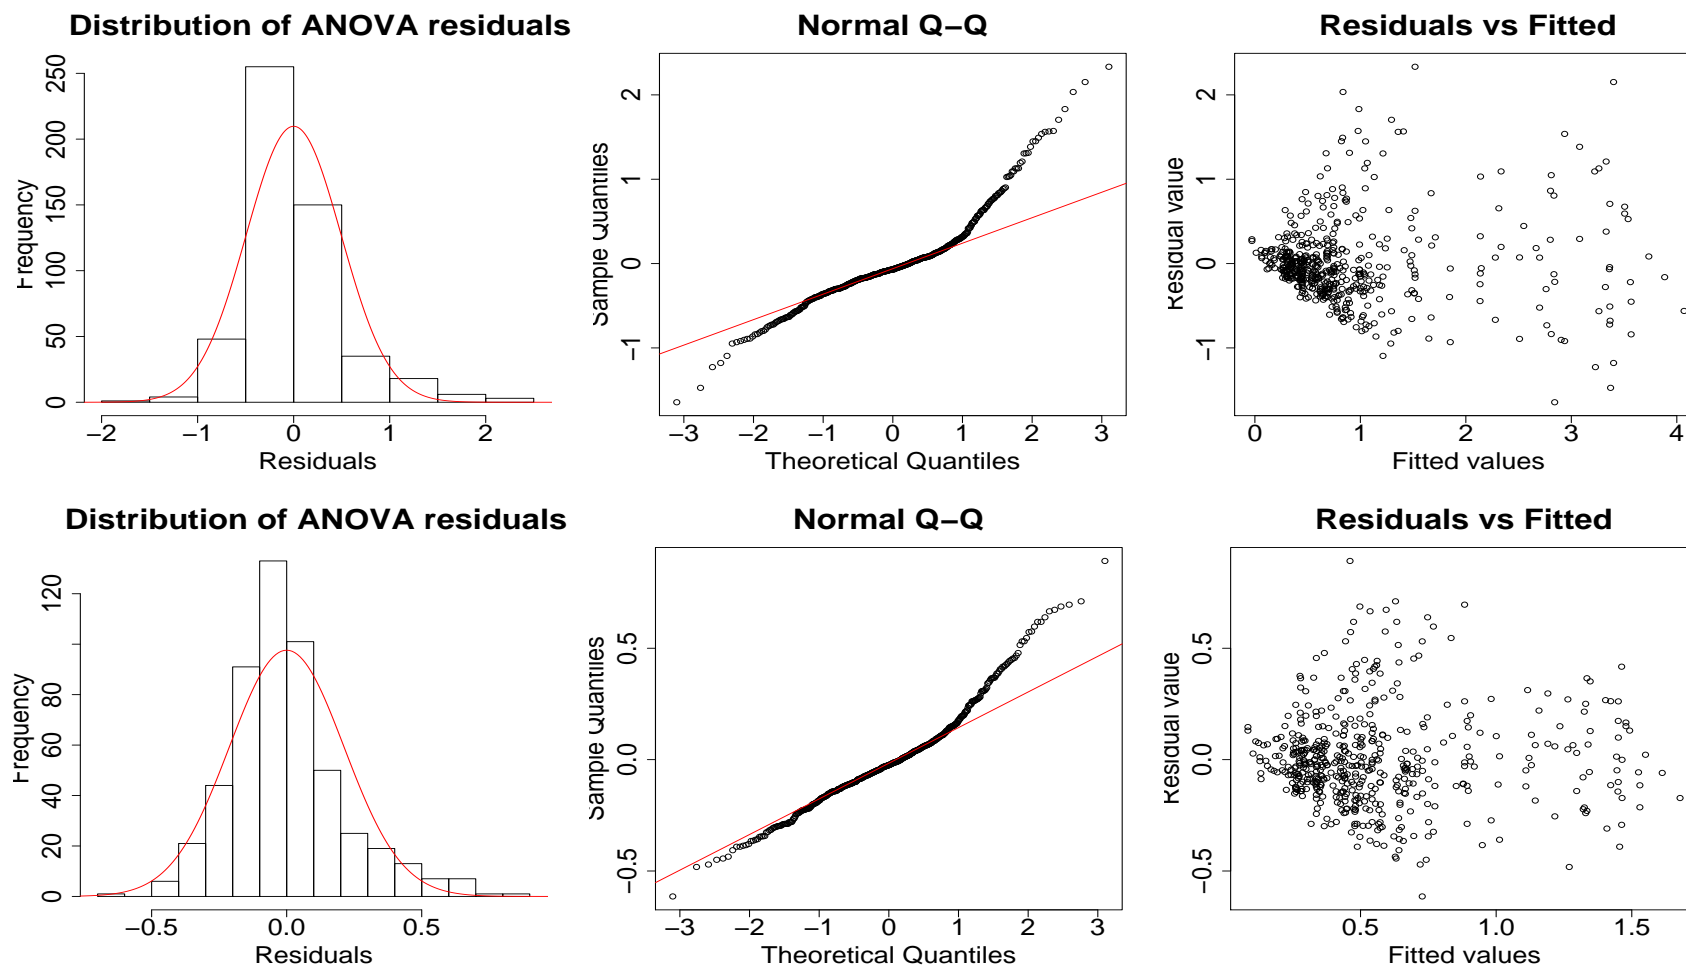 Distribution of ANOVA residuals
Frequency
0 50 100 150 200 250
−2 −1 0 1 2
Residuals
Normal Q−Q
Sample Quantiles
−1 0 1 2
−3 −2 −1 0 1 2 3
Theoretical Quantiles
Residuals vs Fitted
Residual value
−1 0 1 2
0 1 2 3 4
Fitted values
Distribution of ANOVA residuals
Frequency
0 20 40 60 80 120
−0.5 0.0 0.5
Residuals
Normal Q−Q
Sample Quantiles
−0.5 0.0 0.5
−3 −2 −1 0 1 2 3
Theoretical Quantiles
Residuals vs Fitted
Residual value
−0.5 0.0 0.5
0.5 1.0 1.5
Fitted values